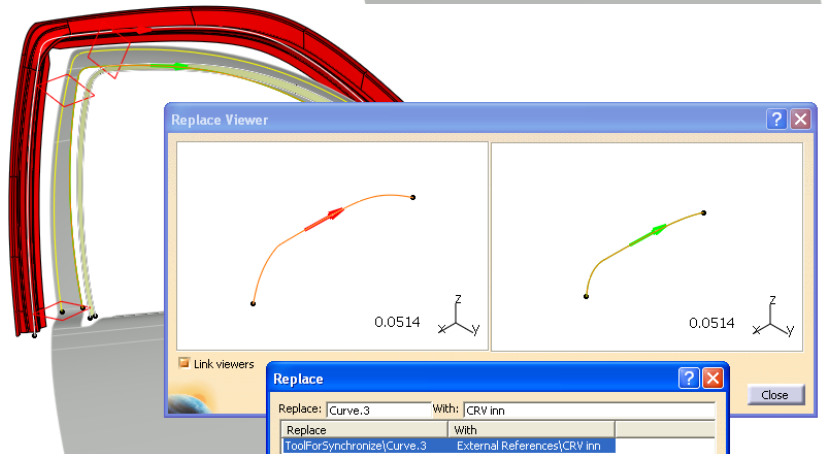 Replace Viewer
z
x
y
0.0514
z
x
y
0.0514
Link viewers
Close
Replace
Replace: Curve.3 With: CRV inn
Replace With
ToolForSynchronize\Curve.3 External References\CRV inn